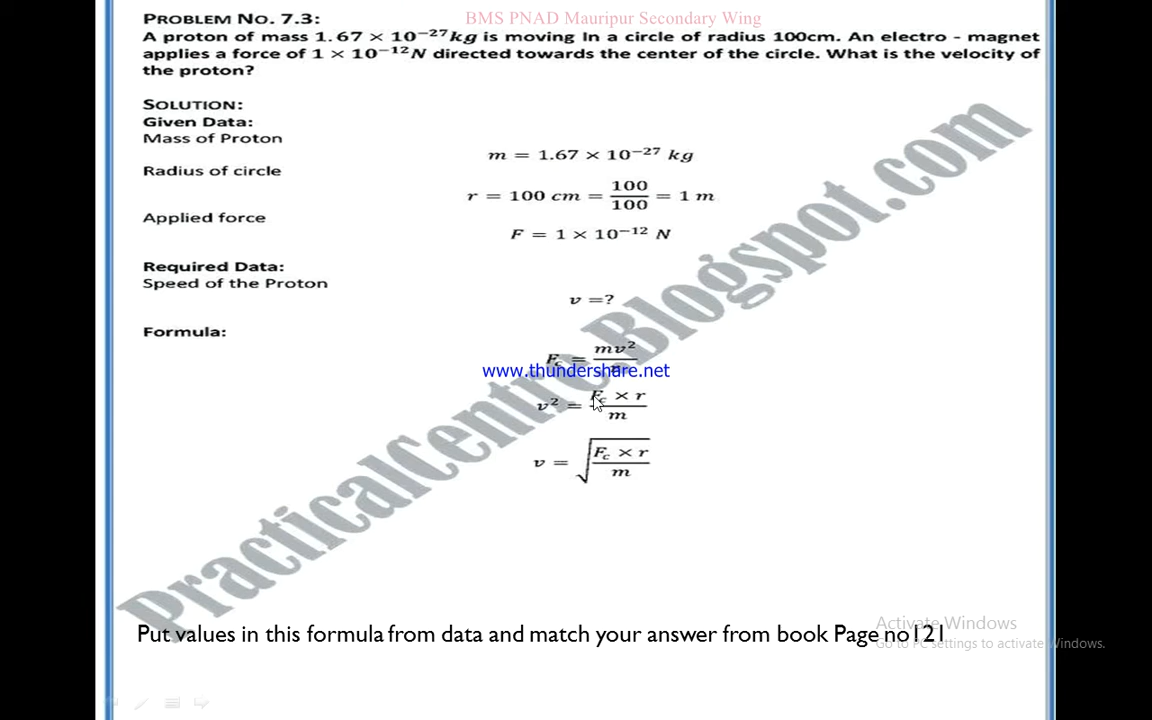 BMS PNAD Mauripur Secondary Wing
PROBLEM NO. 7.3:
A proton of mass 1.67 × 10⁻²⁷kg is moving In a circle of radius 100cm. An electro - magnet
applies a force of 1 × 10⁻¹²N directed towards the center of the circle. What is the velocity of
the proton?
SOLUTION:
Given Data:
Mass of Proton
m = 1.67 × 10⁻²⁷ kg
Radius of circle
r = 100 cm = 100/100 = 1 m
Applied force
F = 1 × 10⁻¹² N
Required Data:
Speed of the Proton
v =?
Formula:
F_c = mv²/r
www.thundershare.net
v² = F_c × r / m
v = √(F_c × r / m)
PracticalCentre.Blogspot.com
Put values in this formula from data and match your answer from book Page no121
Activate Windows
Go to PC settings to activate Windows.